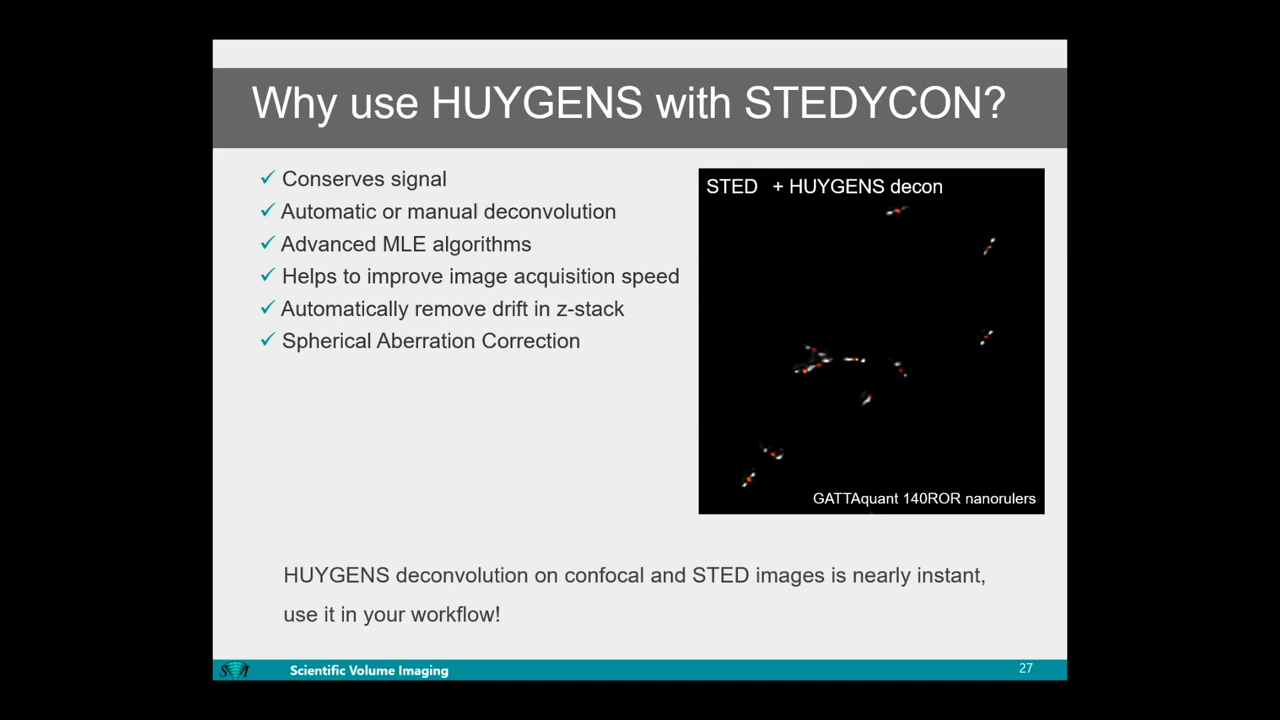 Why use HUYGENS with STEDYCON?
✓ Conserves signal
✓ Automatic or manual deconvolution
✓ Advanced MLE algorithms
✓ Helps to improve image acquisition speed
✓ Automatically remove drift in z-stack
✓ Spherical Aberration Correction
STED + HUYGENS decon
GATTAquant 140ROR nanorulers
HUYGENS deconvolution on confocal and STED images is nearly instant,
use it in your workflow!
SVI
Scientific Volume Imaging
27